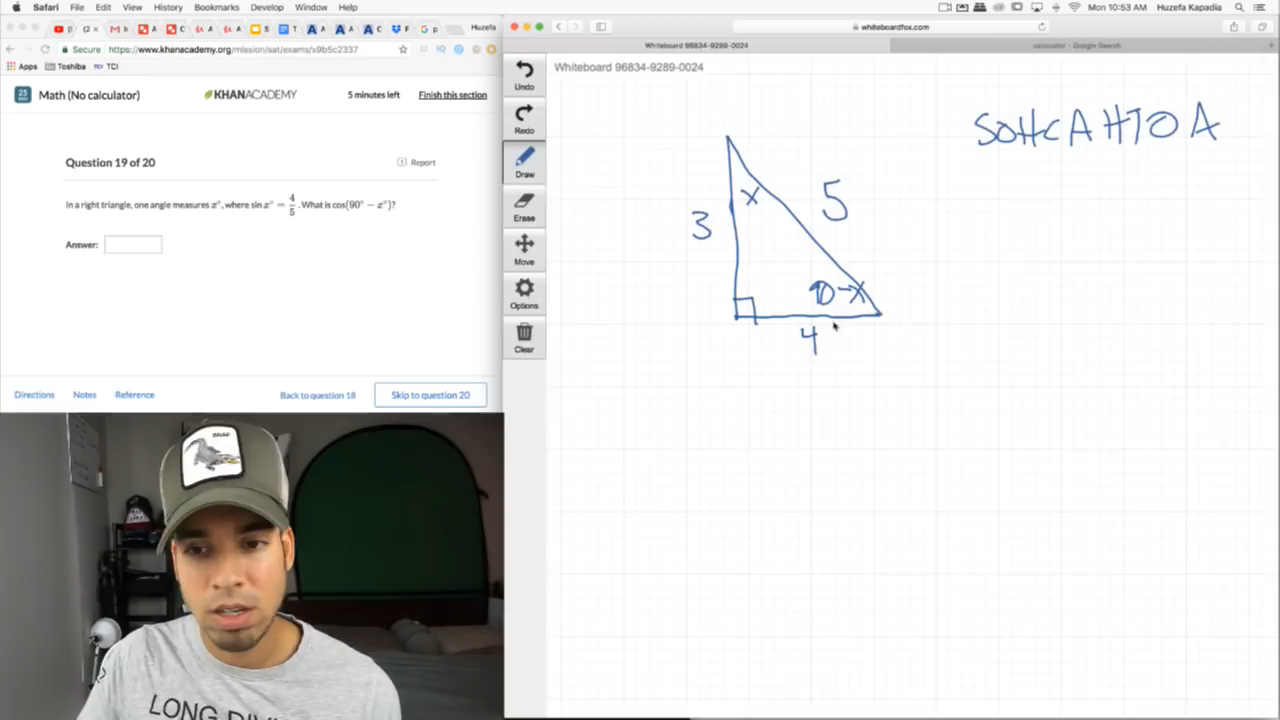 Safari File Edit View History Bookmarks Develop Window Help
Mon 10:53 AM Huzefa Kapadia
Huzefa
Secure https://www.khanacademy.org/mission/sat/exams/x9b5c2337
Apps Toshiba TCI
25
Math (No calculator)
KHANACADEMY
5 minutes left
Finish this section
Question 19 of 20
Report
In a right triangle, one angle measures x°, where sin x° = 4/5. What is cos(90° − x°)?
Answer:
Directions Notes Reference
Back to question 18
Skip to question 20
whiteboardfox.com
Whiteboard 96834-9289-0024
calculator - Google Search
Whiteboard 96834-9289-0024
Undo
Redo
Draw
Erase
Move
Options
Clear
SOHCAHTOA
x
5
3
90-x
4
LONG DIVI